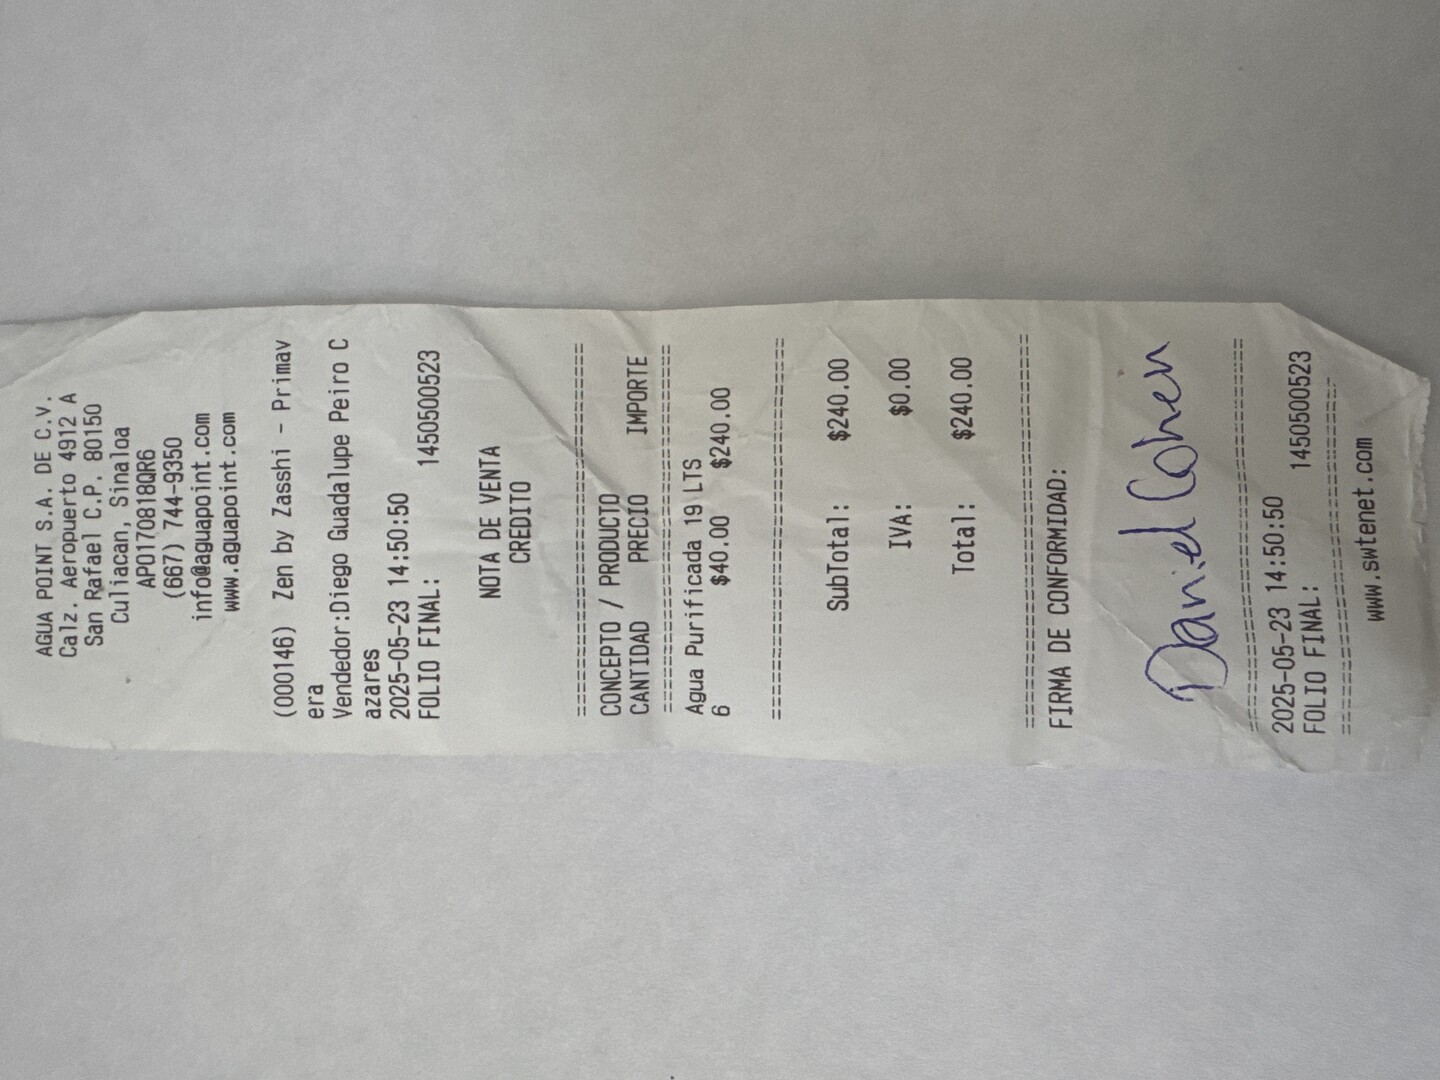 AGUA POINT S.A. DE C.V.
Calz. Aeropuerto 4912 A
San Rafael C.P. 80150
Culiacan, Sinaloa
APO170818QR6
(667) 744-9350
info@aguapoint.com
www.aguapoint.com
(000146) Zen by Zasshi - Primav
era
Vendedor:Diego Guadalupe Peiro C
azares
2025-05-23 14:50:50
FOLIO FINAL: 1450500523
NOTA DE VENTA
CREDITO
================================
CONCEPTO / PRODUCTO
CANTIDAD PRECIO IMPORTE
================================
Agua Purificada 19 LTS
6 $40.00 $240.00
================================
SubTotal: $240.00
IVA: $0.00
Total: $240.00
================================
FIRMA DE CONFORMIDAD:
Daniel Cohen
================================
2025-05-23 14:50:50
FOLIO FINAL: 1450500523
================================
www.swtenet.com